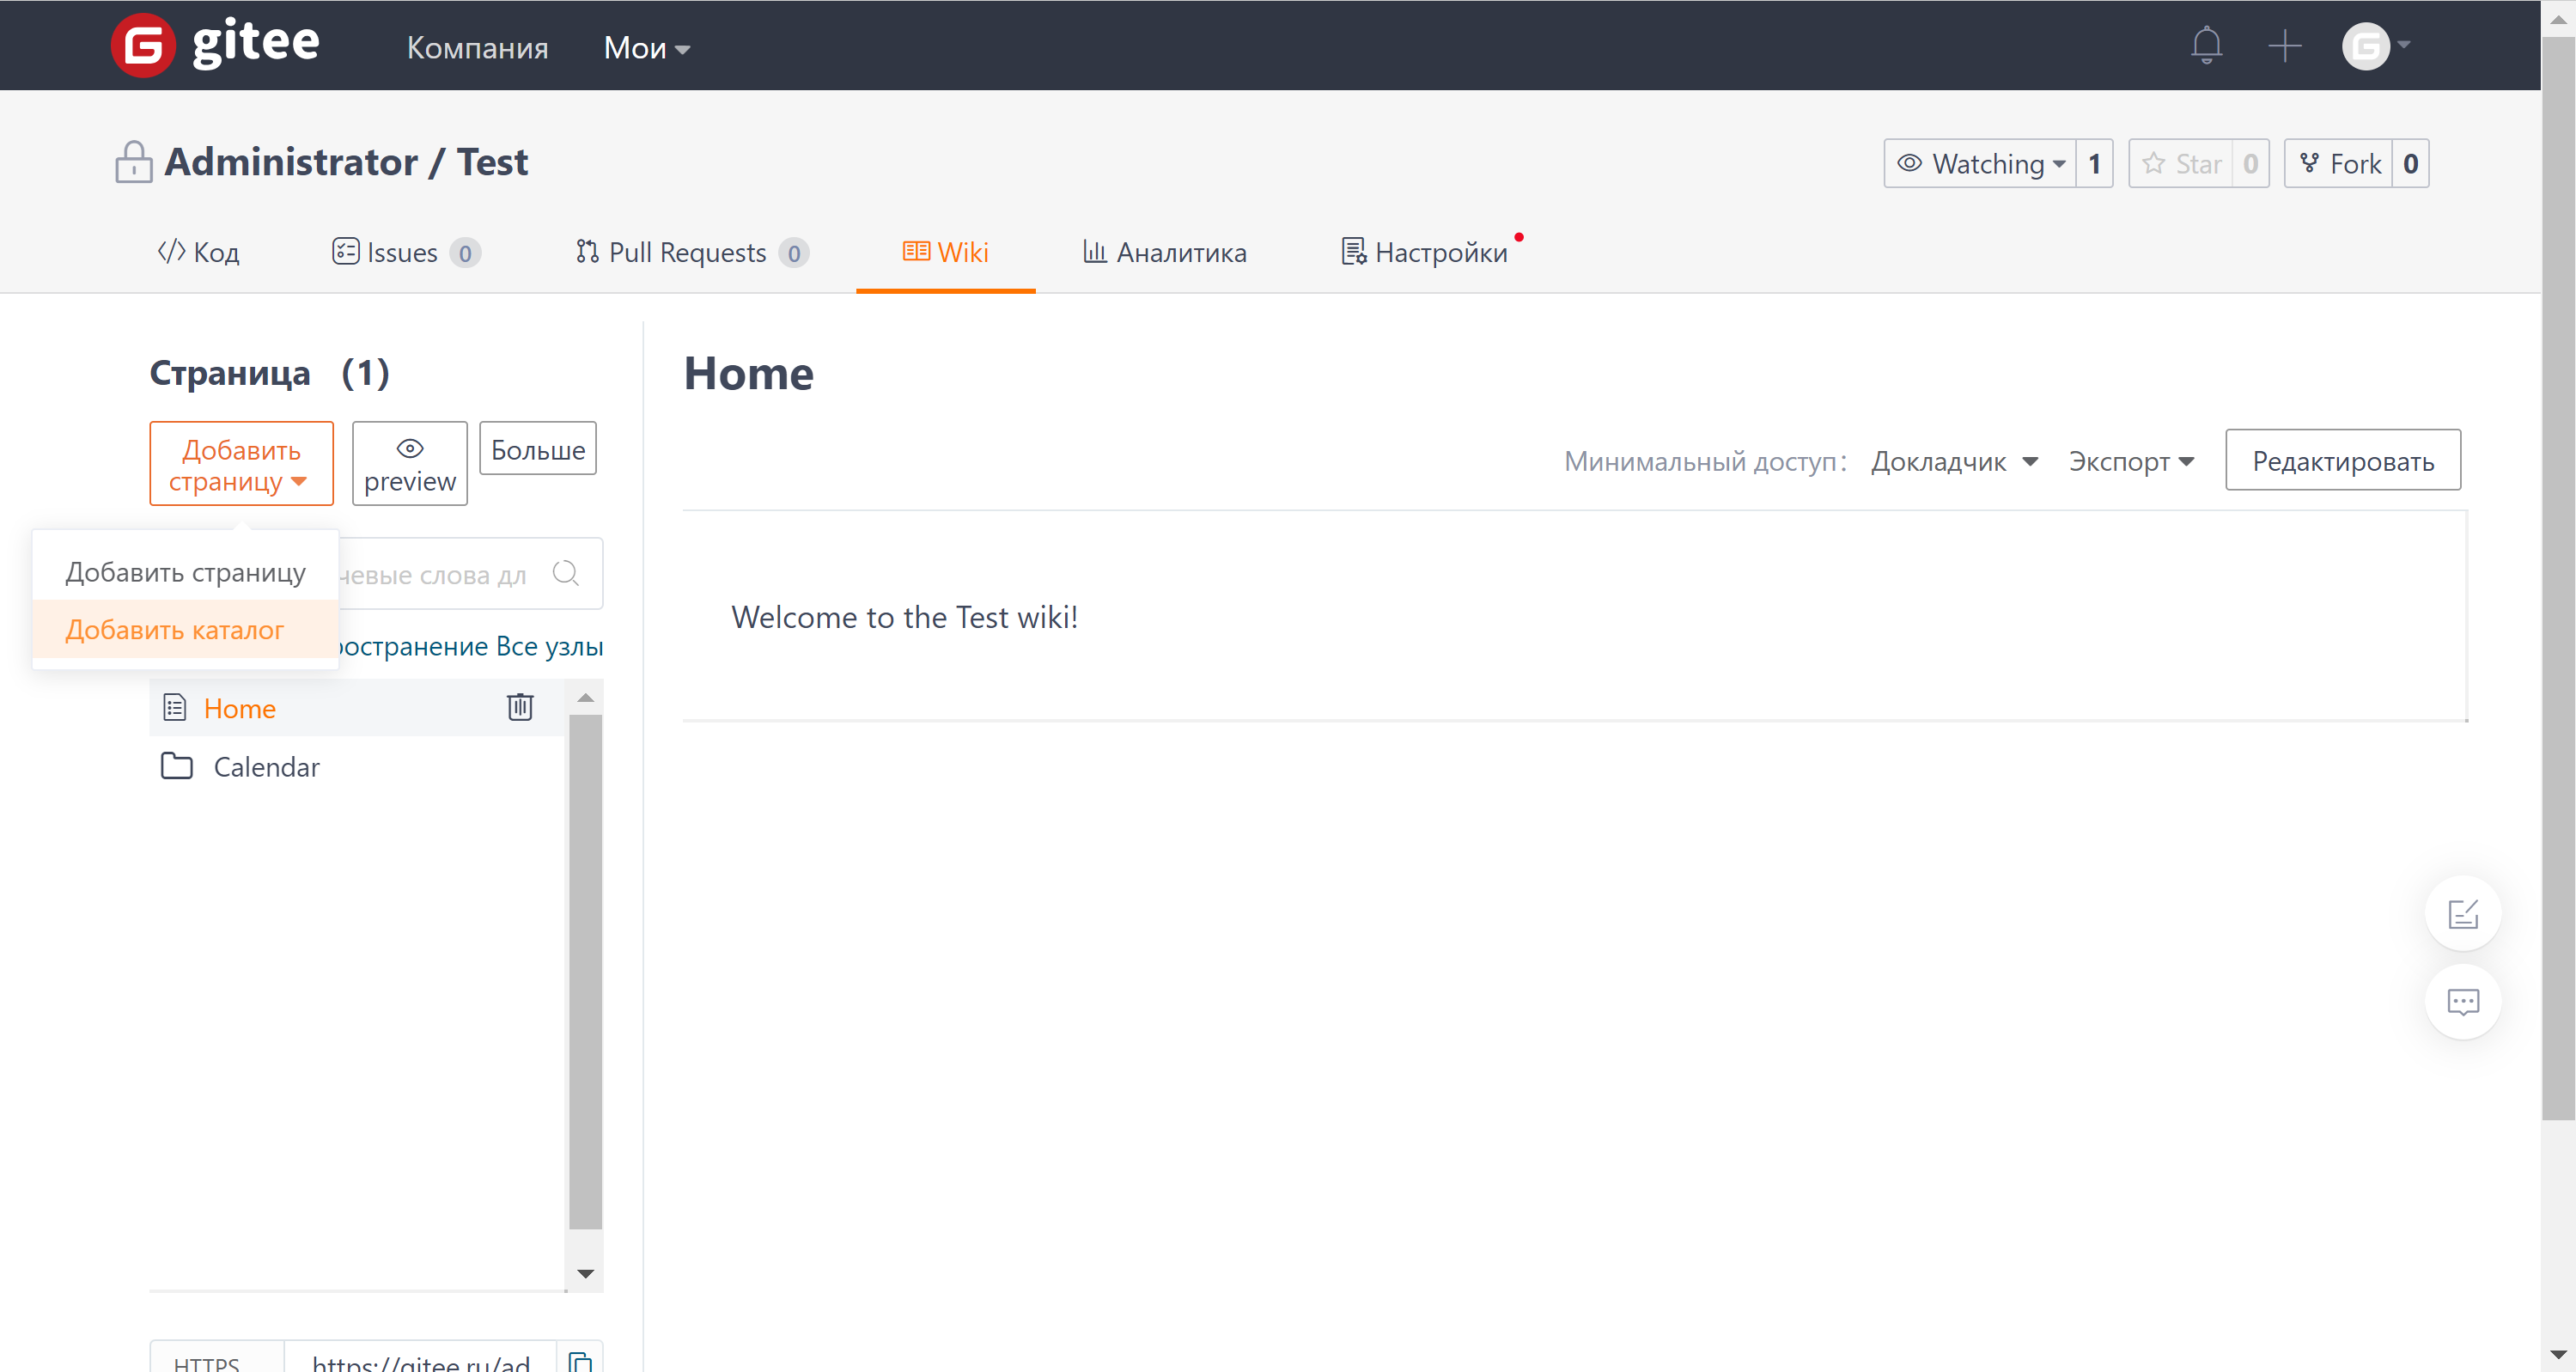 gitee
Компания
Мои
Administrator / Test
Watching 1
Star 0
Fork 0
Код
Issues 0
Pull Requests 0
Wiki
Аналитика
Настройки
Страница (1)
Добавить
страницу
preview
Больше
Добавить страницу
Добавить каталог
слова дл
Все узлы
Home
Calendar
HTTPS
https://gitee.ru/ad
Home
Минимальный доступ:
Докладчик
Экспорт
Редактировать
Welcome to the Test wiki!